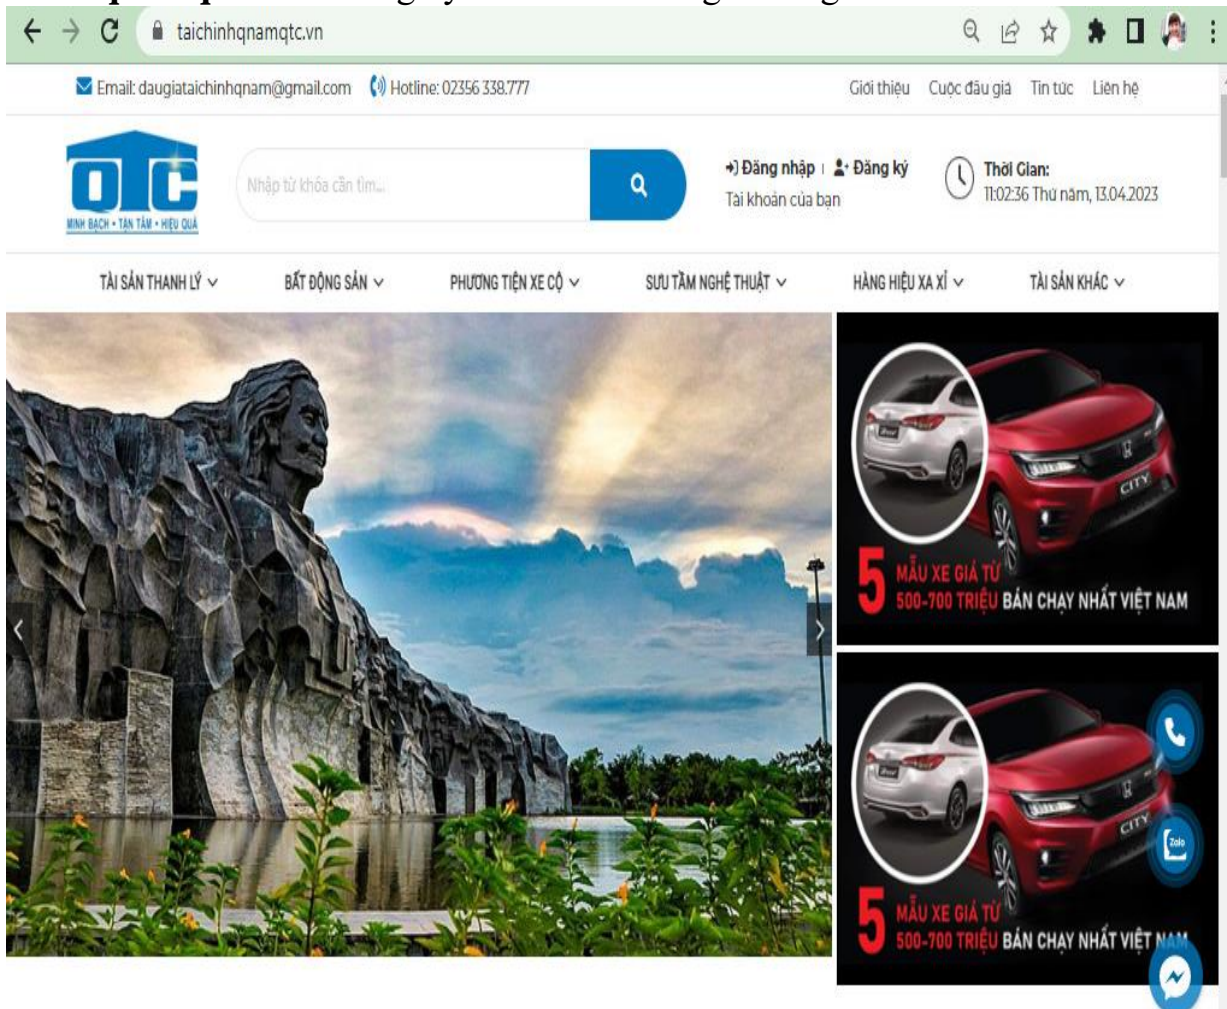 taichinhqnamqtc.vn
Email: daugiataichinhqnam@gmail.com Hotline: 02356 338.777 Giới thiệu Cuộc đấu giá Tin tức Liên hệ
QTC
MINH BẠCH • TẬN TÂM • HIỆU QUẢ
Nhập từ khóa cần tìm...
Đăng nhập Đăng ký
Tài khoản của bạn
Thời Gian:
11:02:36 Thứ năm, 13.04.2023
TÀI SẢN THANH LÝ BẤT ĐỘNG SẢN PHƯƠNG TIỆN XE CỘ SƯU TẦM NGHỆ THUẬT HÀNG HIỆU XA XỈ TÀI SẢN KHÁC
CITY
5 MẪU XE GIÁ TỪ
500-700 TRIỆU BÁN CHẠY NHẤT VIỆT NAM
CITY
Zalo
5 MẪU XE GIÁ TỪ
500-700 TRIỆU BÁN CHẠY NHẤT VIỆT NAM